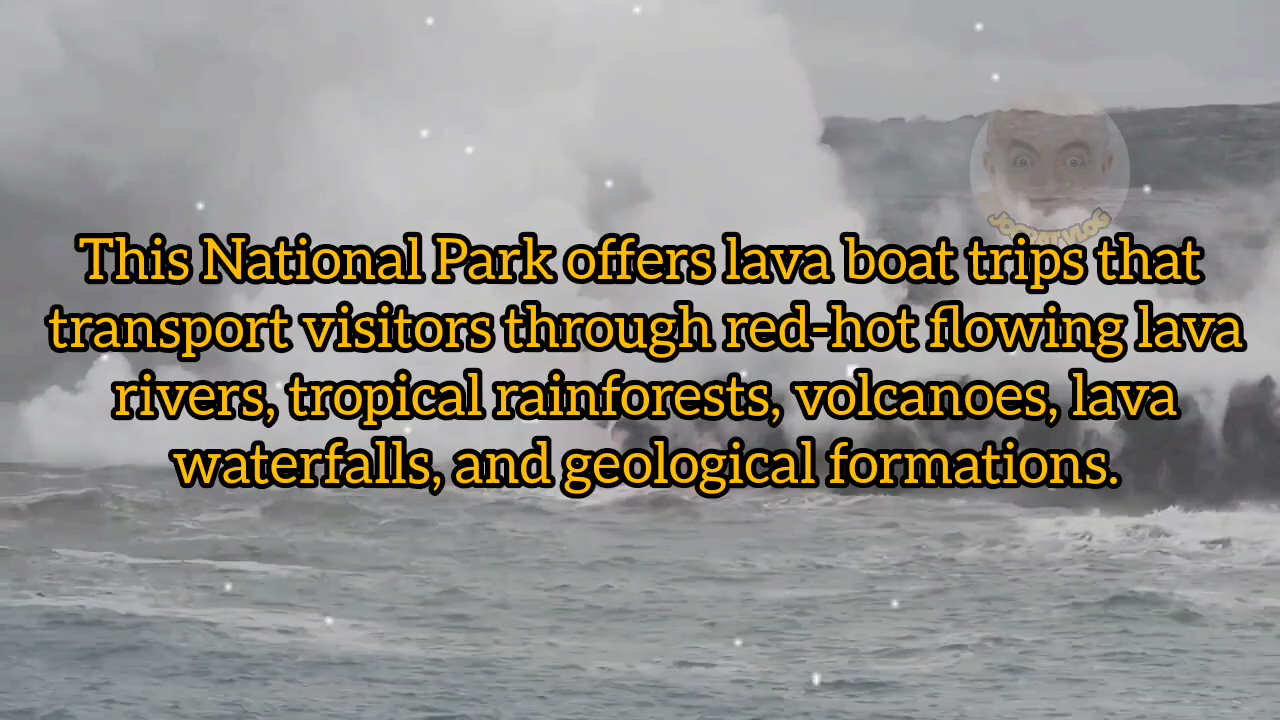 This National Park offers lava boat trips that
transport visitors through red-hot flowing lava
rivers, tropical rainforests, volcanoes, lava
waterfalls, and geological formations.